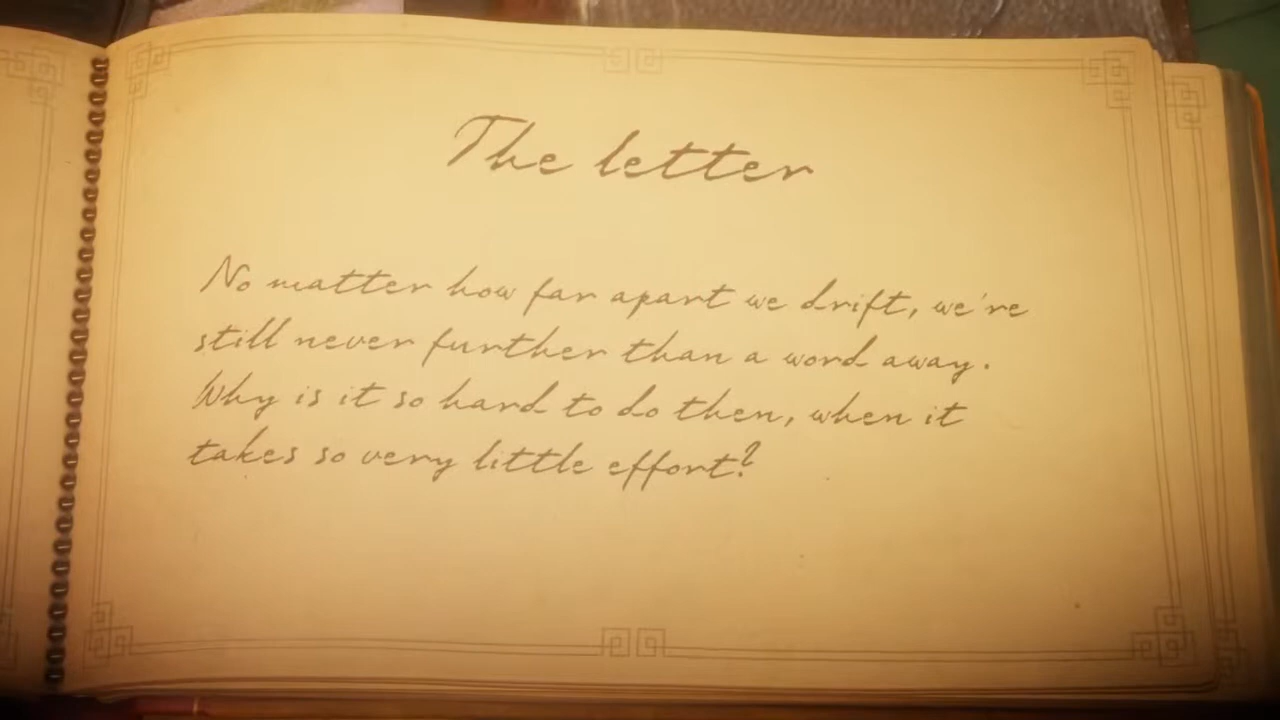 The letter
No matter how far apart we drift, we're
still never further than a word away.
Why is it so hard to do then, when it
takes so very little effort?